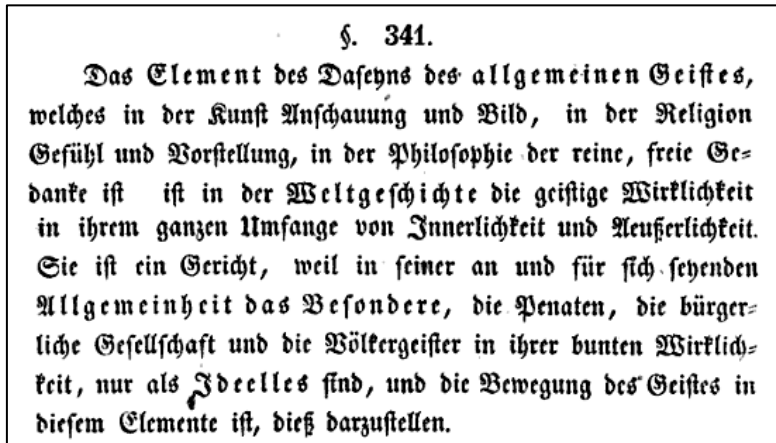 §. 341.
Das Element des Daseyns des allgemeinen Geistes,
welches in der Kunst Anschauung und Bild, in der Religion
Gefühl und Vorstellung, in der Philosophie der reine, freie Ge=
danke ist ist in der Weltgeschichte die geistige Wirklichkeit
in ihrem ganzen Umfange von Innerlichkeit und Aeußerlichkeit.
Sie ist ein Gericht, weil in seiner an und für sich seyenden
Allgemeinheit das Besondere, die Penaten, die bürger=
liche Gesellschaft und die Völkergeister in ihrer bunten Wirklich=
keit, nur als Ideelles sind, und die Bewegung des Geistes in
diesem Elemente ist, dieß darzustellen.